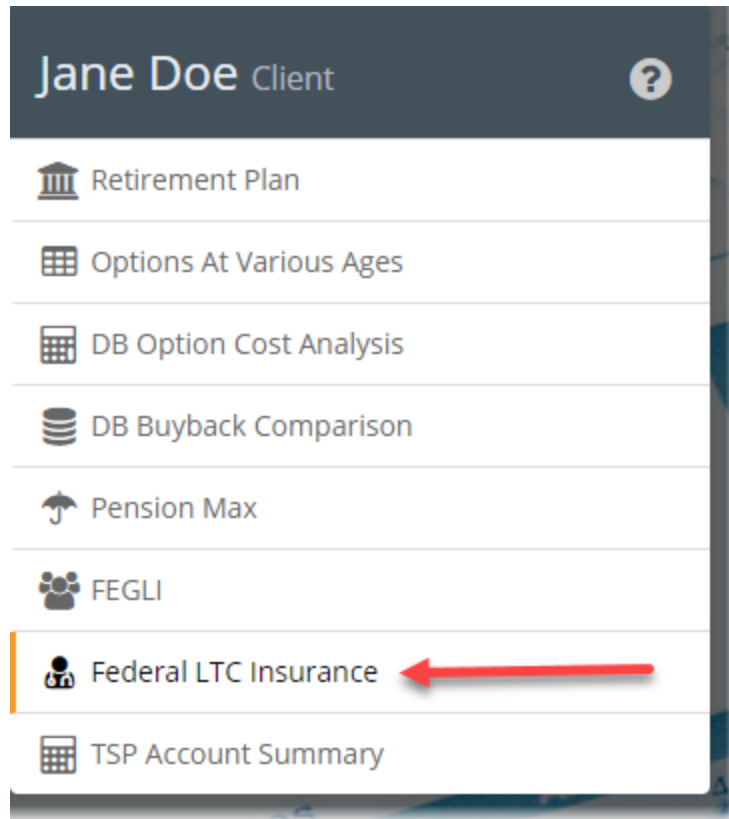 Jane Doe Client
Retirement Plan
Options At Various Ages
DB Option Cost Analysis
DB Buyback Comparison
Pension Max
FEGLI
Federal LTC Insurance
TSP Account Summary